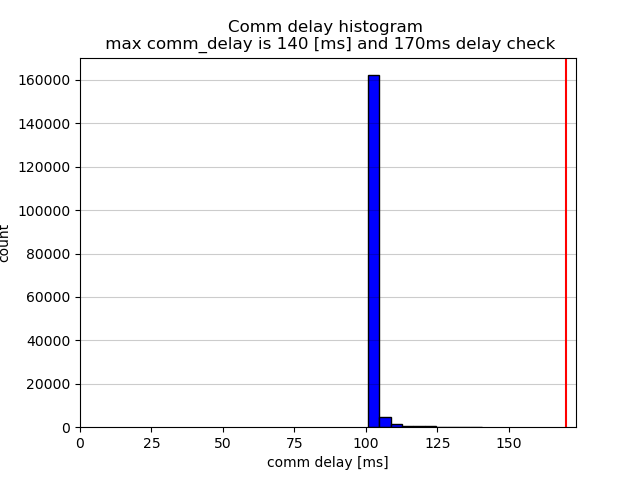 Comm delay histogram
max comm_delay is 140 [ms] and 170ms delay check
160000
140000
120000
100000
80000
60000
40000
20000
0
count
0 25 50 75 100 125 150
comm delay [ms]